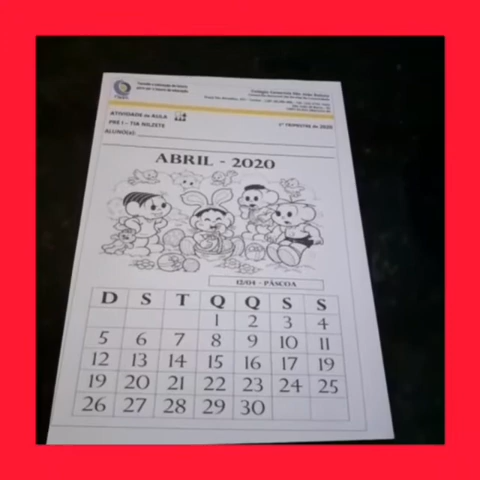 ATIVIDADE de AULA
PRÉ I - TIA NILZETE
ALUNO(a):
1º TRIMESTRE de 2020
ABRIL - 2020
12/04 - PÁSCOA
D S T Q Q S S
1 2 3 4
5 6 7 8 9 10 11
12 13 14 15 16 17 19
19 20 21 22 23 24 25
26 27 28 29 30